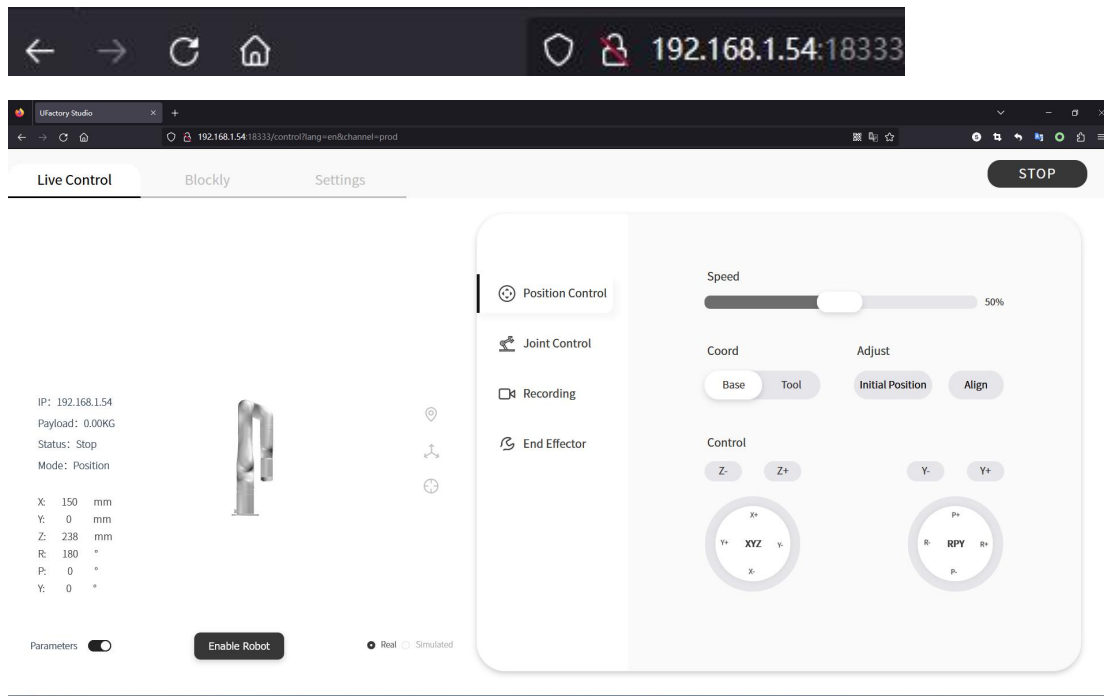 192.168.1.54:18333
UFactory Studio
192.168.1.54:18333/control?lang=en&channel=prod
Live Control Blockly Settings STOP
Position Control
Joint Control
Recording
End Effector
Speed
50%
Coord Adjust
Base Tool Initial Position Align
Control
Z- Z+ Y- Y+
X+
Y+ XYZ Y-
X-
P+
R- RPY R+
P-
IP: 192.168.1.54
Payload: 0.00KG
Status: Stop
Mode: Position
X: 150 mm
Y: 0 mm
Z: 238 mm
R: 180 °
P: 0 °
Y: 0 °
Parameters Enable Robot Real Simulated